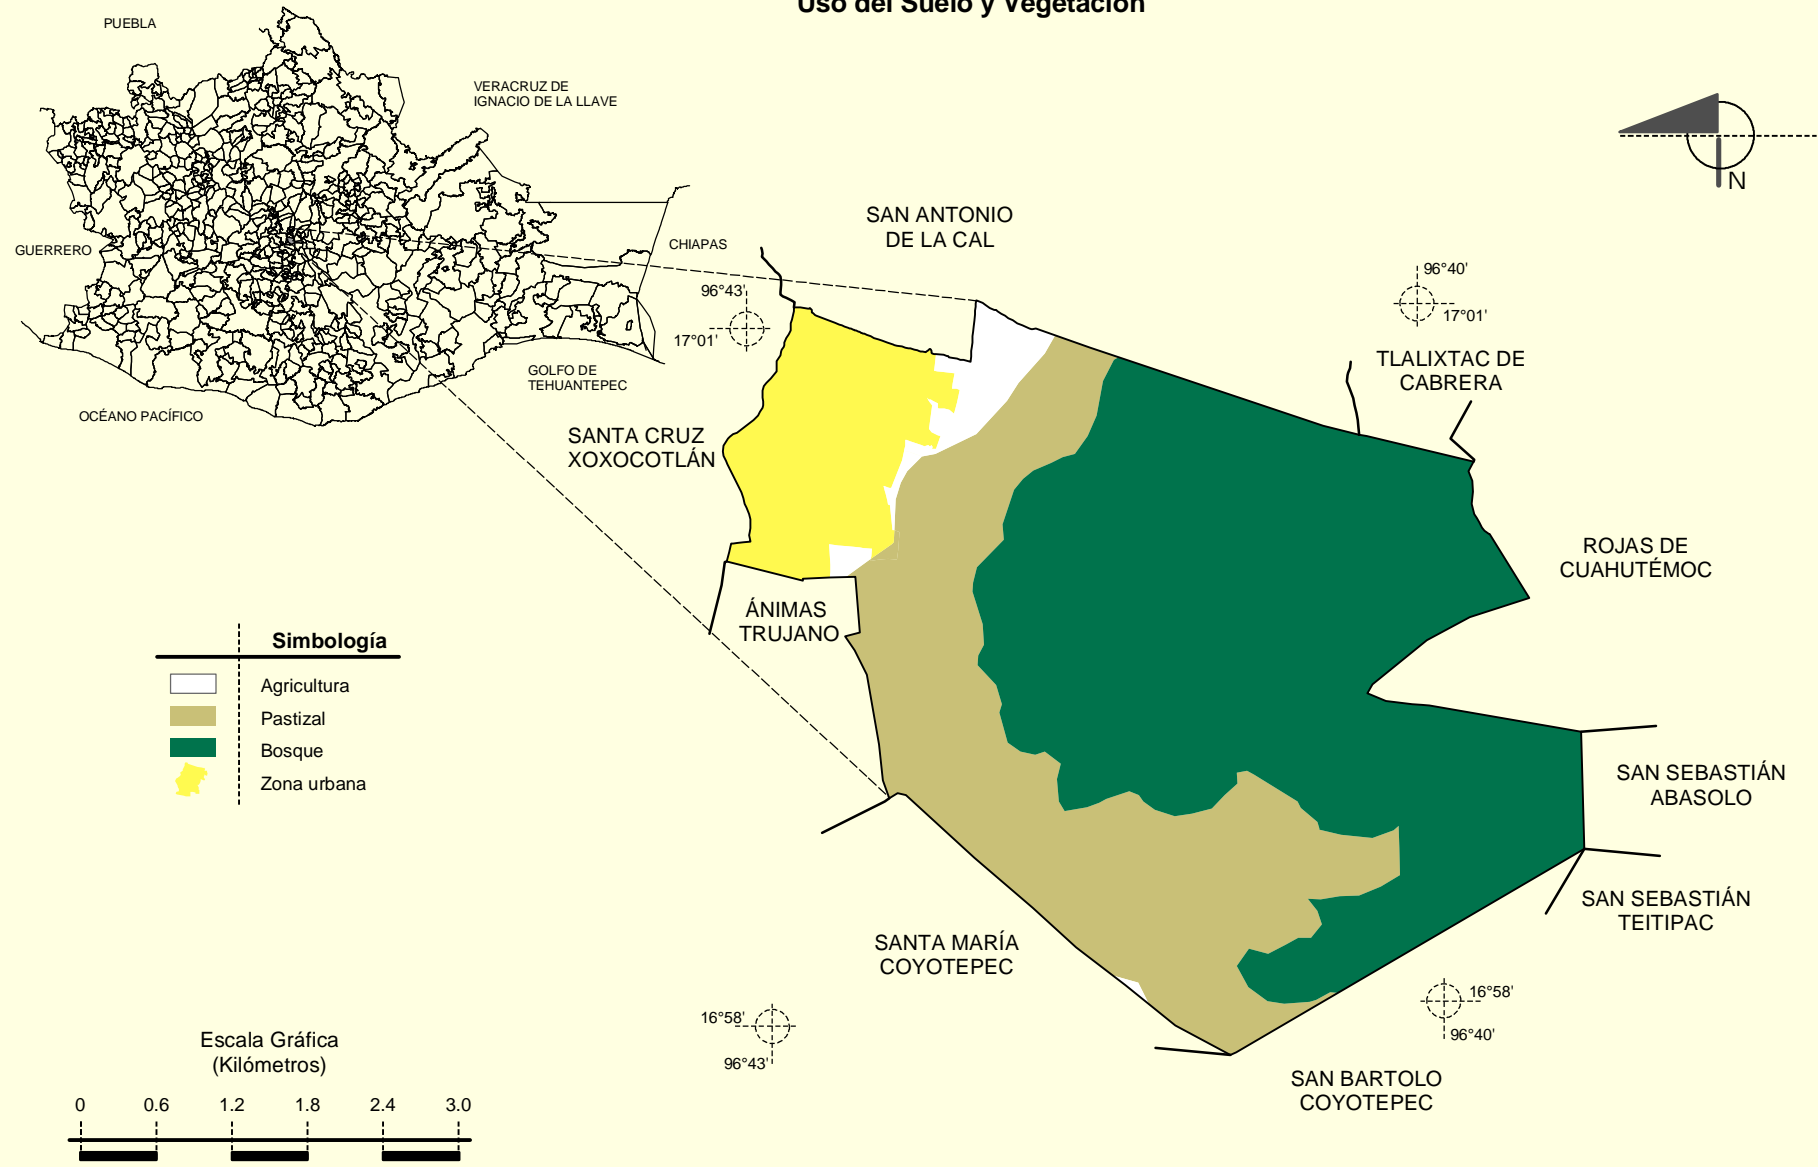 Uso del Suelo y Vegetación
PUEBLA
VERACRUZ DE
IGNACIO DE LA LLAVE
GUERRERO
CHIAPAS
GOLFO DE
TEHUANTEPEC
OCÉANO PACÍFICO
N
SAN ANTONIO
DE LA CAL
96°43'
17°01'
96°40'
17°01'
TLALIXTAC DE
CABRERA
SANTA CRUZ
XOXOCOTLÁN
ROJAS DE
CUAHUTÉMOC
ÁNIMAS
TRUJANO
Simbología
Agricultura
Pastizal
Bosque
Zona urbana
SAN SEBASTIÁN
ABASOLO
SAN SEBASTIÁN
TEITIPAC
SANTA MARÍA
COYOTEPEC
16°58'
96°43'
16°58'
96°40'
SAN BARTOLO
COYOTEPEC
Escala Gráfica
(Kilómetros)
0 0.6 1.2 1.8 2.4 3.0